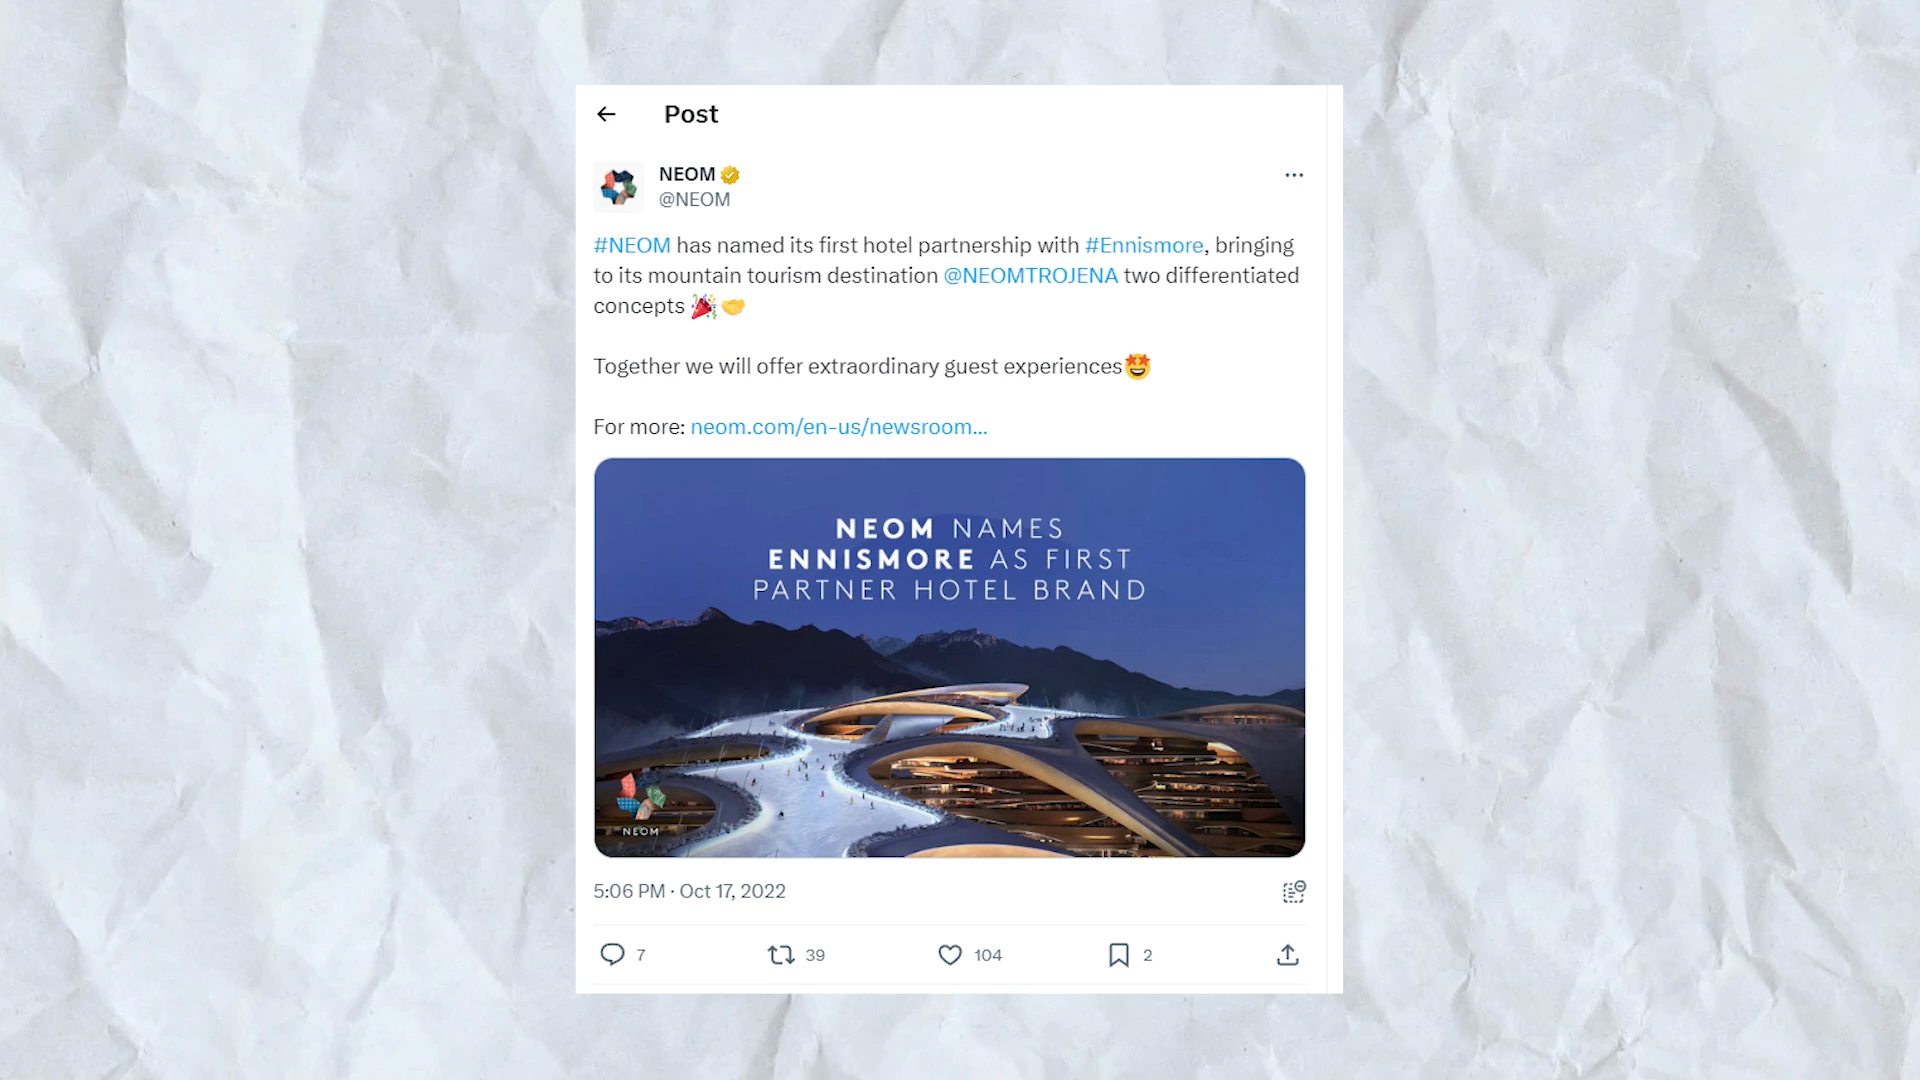 Post
NEOM
@NEOM
#NEOM has named its first hotel partnership with #Ennismore, bringing
to its mountain tourism destination @NEOMTROJENA two differentiated
concepts 🎉🤝
Together we will offer extraordinary guest experiences🤩
For more: neom.com/en-us/newsroom...
NEOM NAMES
ENNISMORE AS FIRST
PARTNER HOTEL BRAND
NEOM
5:06 PM · Oct 17, 2022
7 39 104 2